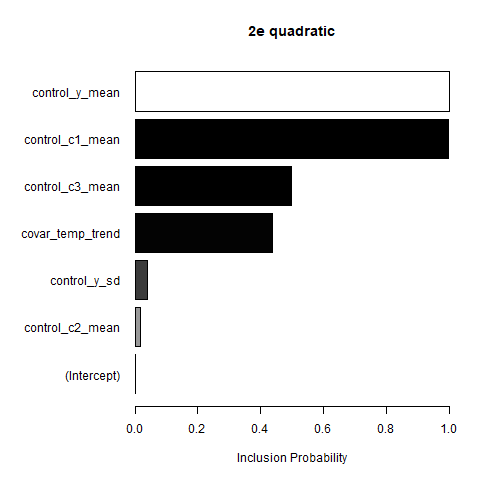 2e quadratic
control_y_mean
control_c1_mean
control_c3_mean
covar_temp_trend
control_y_sd
control_c2_mean
(Intercept)
0.0 0.2 0.4 0.6 0.8 1.0
Inclusion Probability